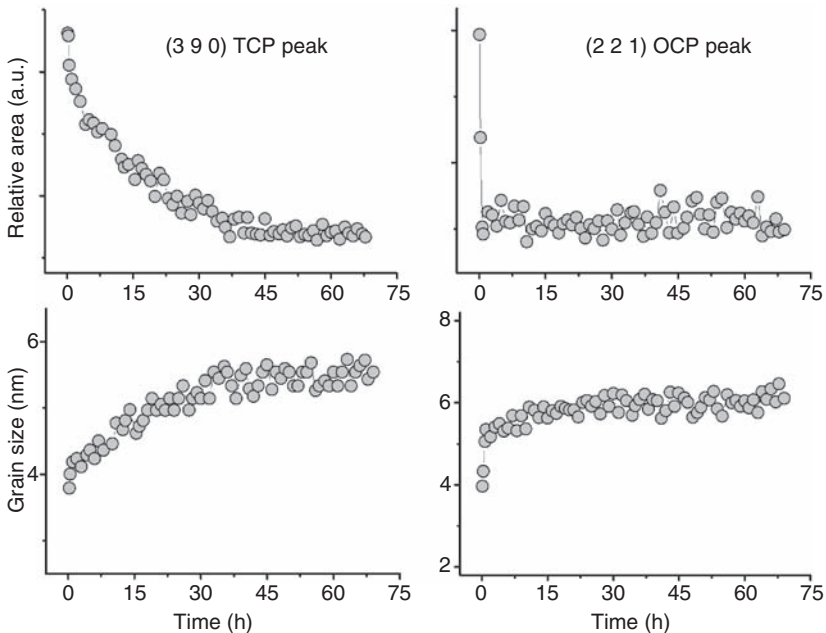 (3 9 0) TCP peak
(2 2 1) OCP peak
Relative area (a.u.)
0 15 30 45 60 75
0 15 30 45 60 75
6
4
Grain size (nm)
8
6
4
2
0 15 30 45 60 75
0 15 30 45 60 75
Time (h)
Time (h)